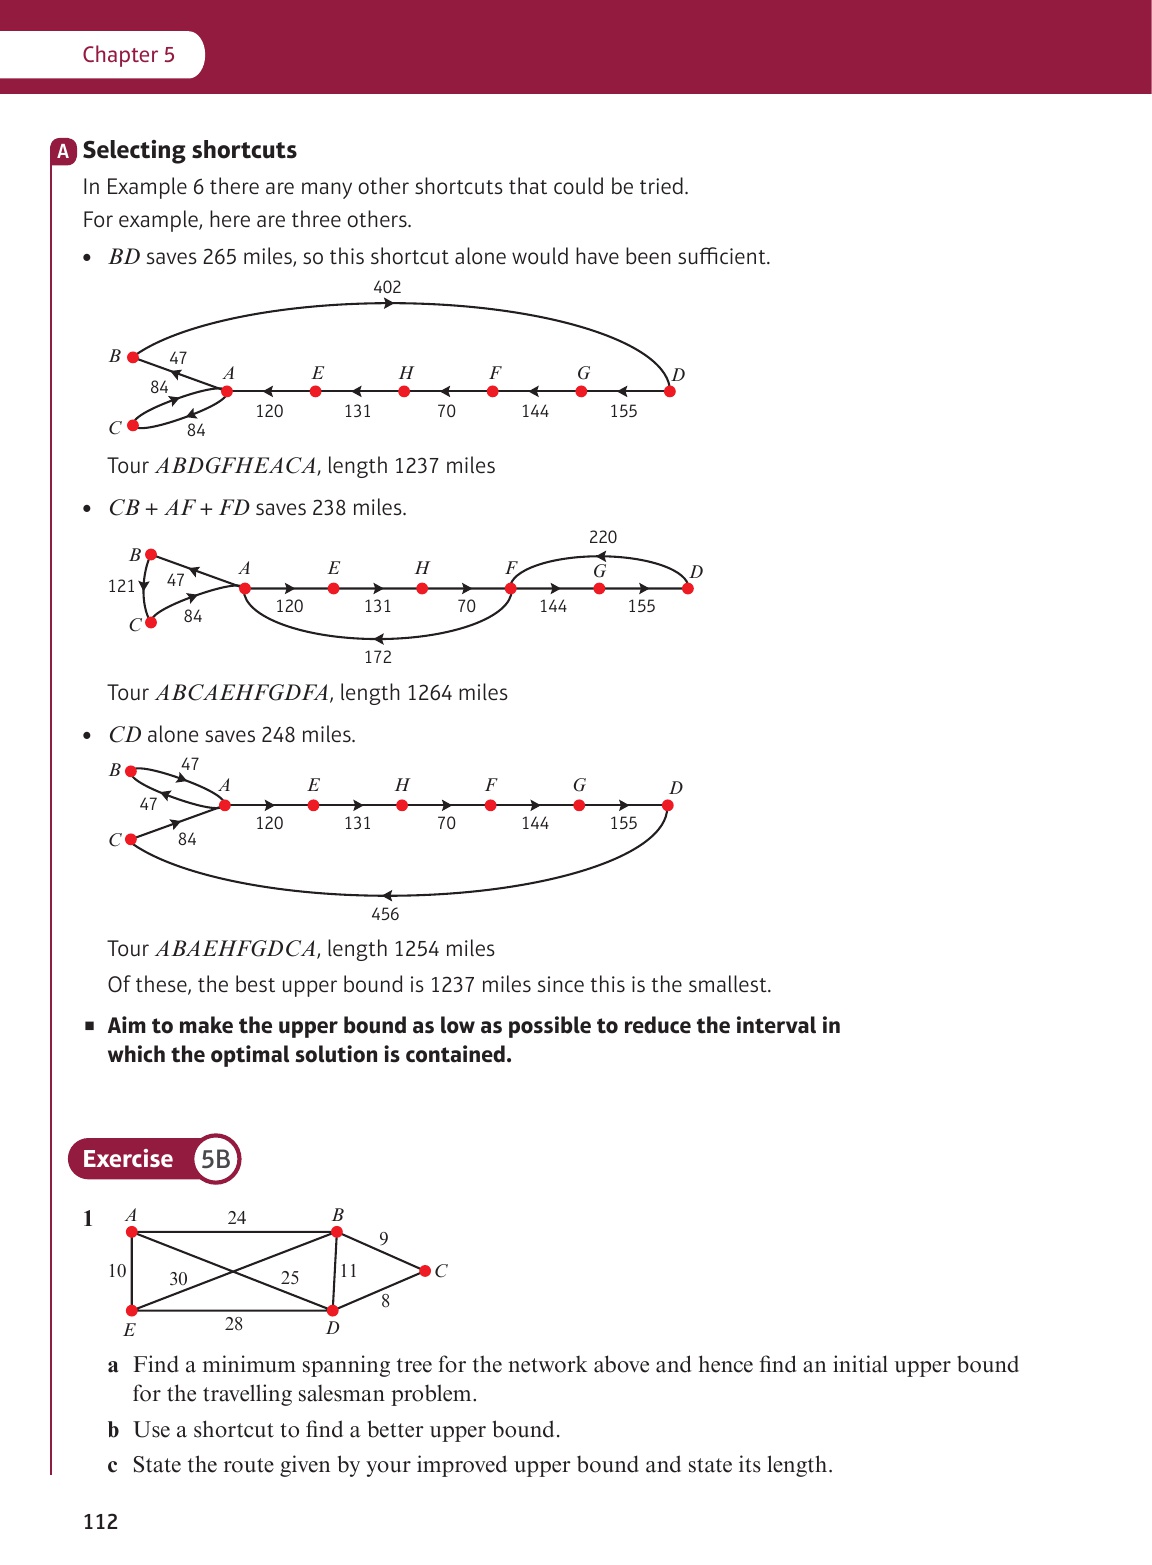 Chapter 5
A Selecting shortcuts
In Example 6 there are many other shortcuts that could be tried.
For example, here are three others.
• BD saves 265 miles, so this shortcut alone would have been sufficient.
402
B 47
A E H F G D
84
120 131 70 144 155
C 84
Tour ABDGFHEACA, length 1237 miles
• CB + AF + FD saves 238 miles.
220
B
A E H F G D
121 47
120 131 70 144 155
C 84
172
Tour ABCAEHFGDFA, length 1264 miles
• CD alone saves 248 miles.
B 47
A E H F G D
47
120 131 70 144 155
C 84
456
Tour ABAEHFGDCA, length 1254 miles
Of these, the best upper bound is 1237 miles since this is the smallest.
■ Aim to make the upper bound as low as possible to reduce the interval in
which the optimal solution is contained.
Exercise 5B
1 A 24 B
9
10 30 25 11 C
8
E 28 D
a Find a minimum spanning tree for the network above and hence find an initial upper bound
for the travelling salesman problem.
b Use a shortcut to find a better upper bound.
c State the route given by your improved upper bound and state its length.
112